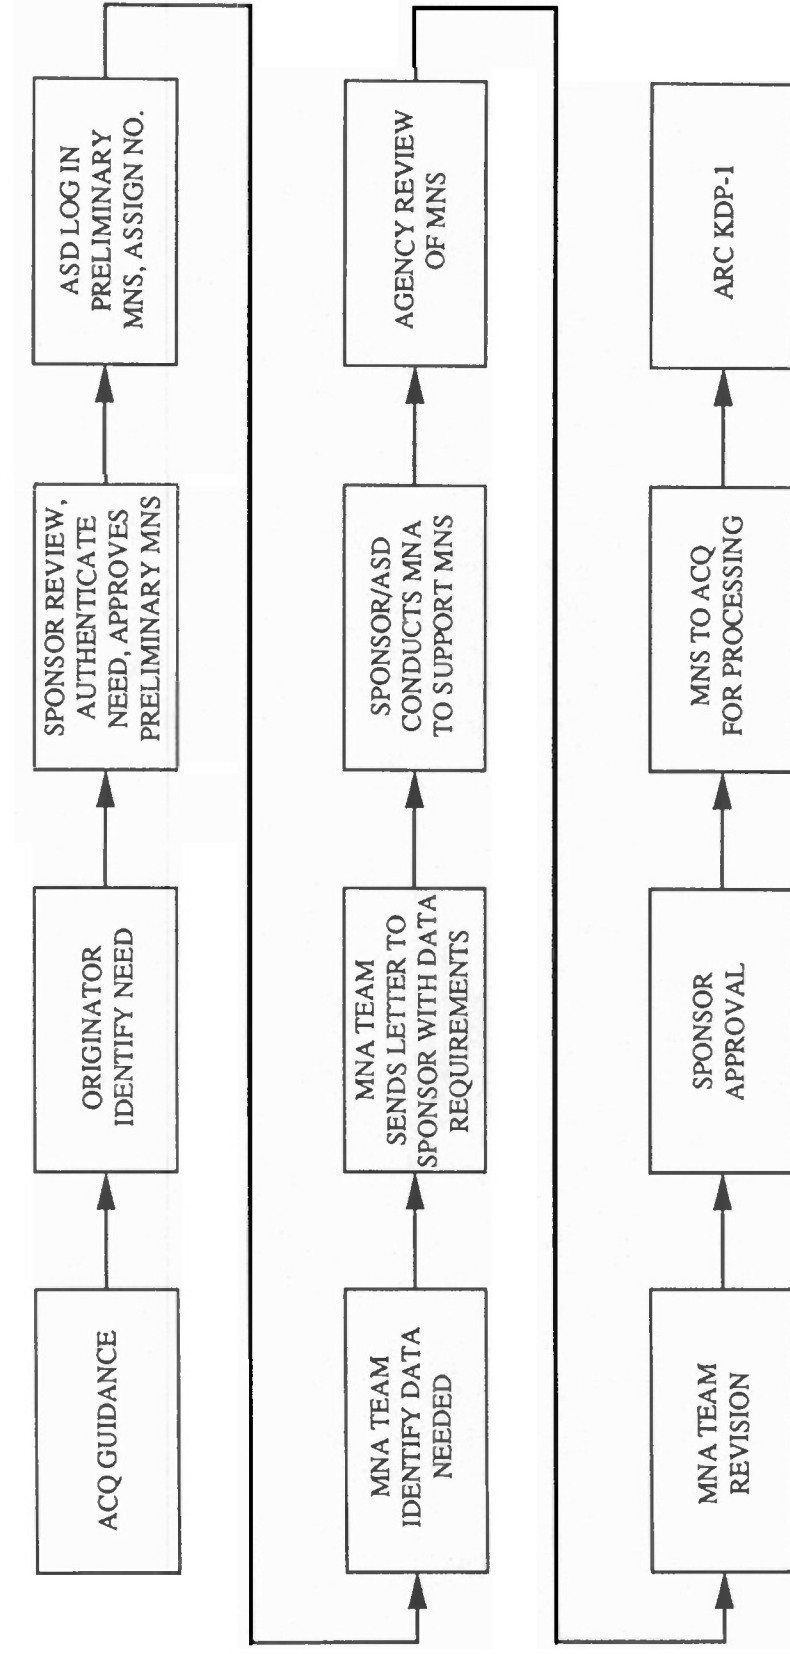 ACQ GUIDANCE
ORIGINATOR
IDENTIFY NEED
SPONSOR REVIEW,
AUTHENTICATE
NEED, APPROVES
PRELIMINARY MNS
ASD LOG IN
PRELIMINARY
MNS, ASSIGN NO.
MNA TEAM
IDENTIFY DATA
NEEDED
MNA TEAM
SENDS LETTER TO
SPONSOR WITH DATA
REQUIREMENTS
SPONSOR/ASD
CONDUCTS MNA
TO SUPPORT MNS
AGENCY REVIEW
OF MNS
MNA TEAM
REVISION
SPONSOR
APPROVAL
MNS TO ACQ
FOR PROCESSING
ARC KDP-1